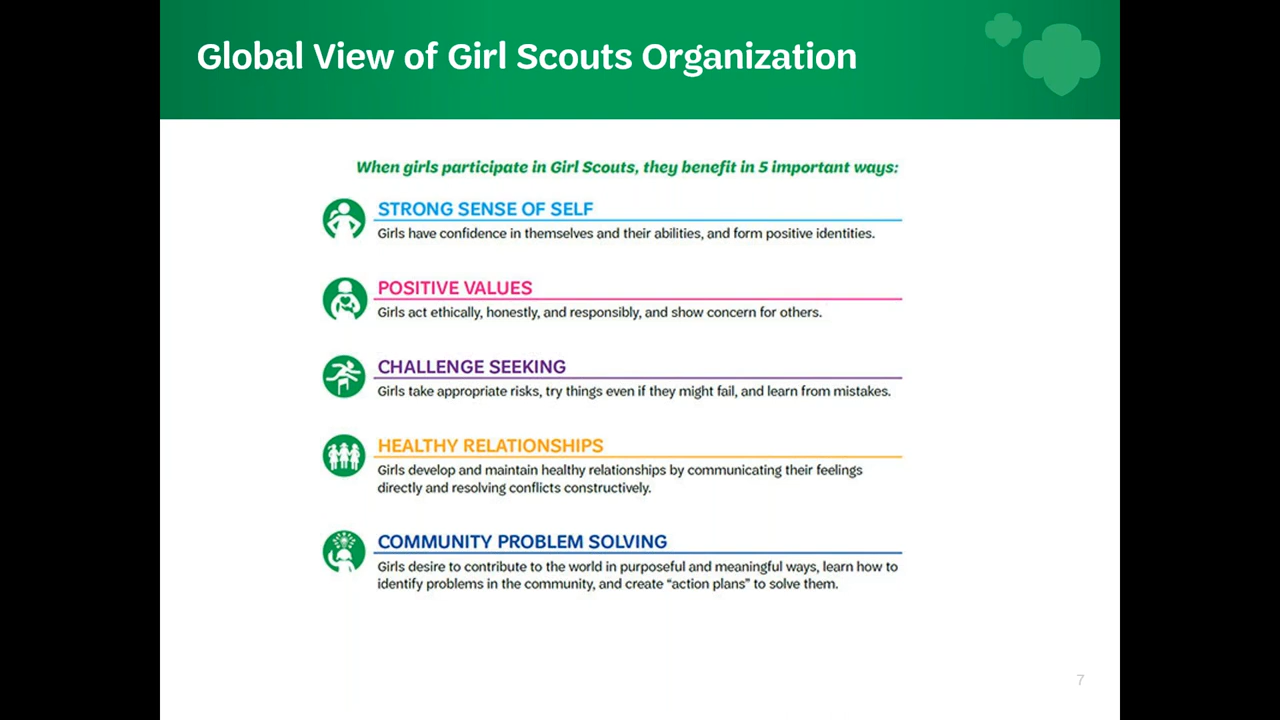 Global View of Girl Scouts Organization
When girls participate in Girl Scouts, they benefit in 5 important ways:
STRONG SENSE OF SELF
Girls have confidence in themselves and their abilities, and form positive identities.
POSITIVE VALUES
Girls act ethically, honestly, and responsibly, and show concern for others.
CHALLENGE SEEKING
Girls take appropriate risks, try things even if they might fail, and learn from mistakes.
HEALTHY RELATIONSHIPS
Girls develop and maintain healthy relationships by communicating their feelings
directly and resolving conflicts constructively.
COMMUNITY PROBLEM SOLVING
Girls desire to contribute to the world in purposeful and meaningful ways, learn how to
identify problems in the community, and create “action plans” to solve them.
7